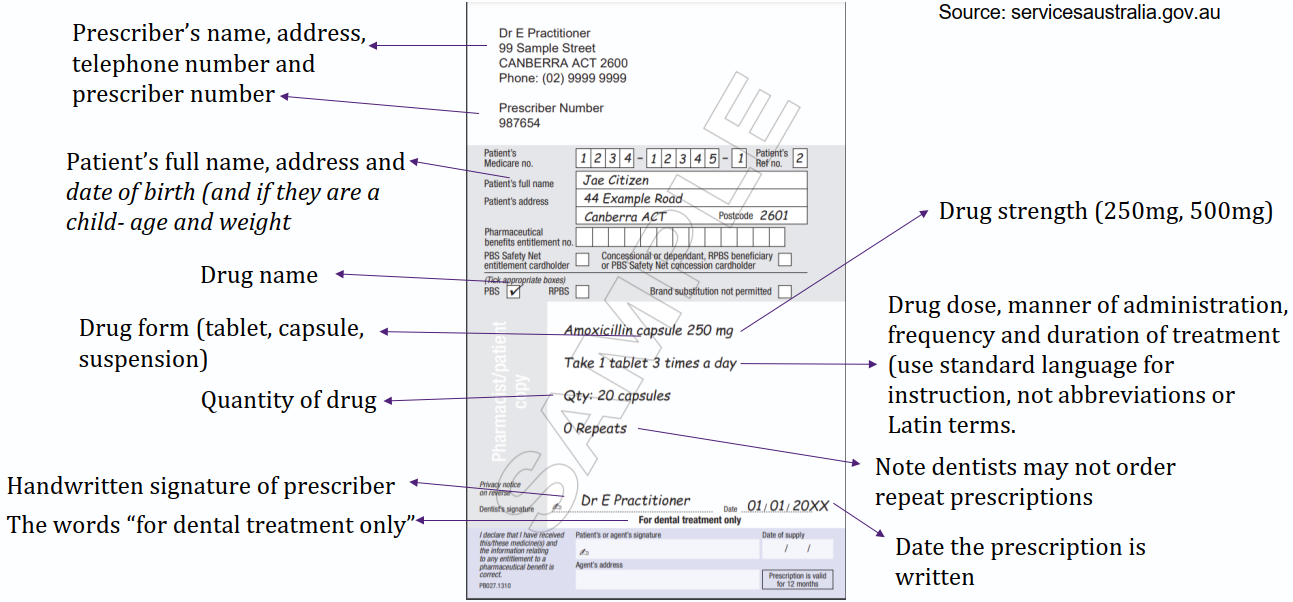 Source: servicesaustralia.gov.au
Prescriber's name, address,
telephone number and
prescriber number
Patient's full name, address and
date of birth (and if they are a
child- age and weight
Drug name
Drug form (tablet, capsule,
suspension)
Quantity of drug
Handwritten signature of prescriber
The words "for dental treatment only"
Dr E Practitioner
99 Sample Street
CANBERRA ACT 2600
Phone: (02) 9999 9999
Prescriber Number
987654
Patient's
Medicare no.
1 2 3 4 - 1 2 3 4 5 - 1
Patient's
Ref no.
2
Patient's full name
Jae Citizen
Patient's address
44 Example Road
Canberra ACT Postcode 2601
Pharmaceutical
benefits entitlement no.
PBS Safety Net
entitlement cardholder
Concessional or dependant, RPBS beneficiary
or PBS Safety Net concession cardholder
(Tick appropriate boxes)
PBS ✓ RPBS Brand substitution not permitted
Pharmacist/patient
copy
SAMPLE
Amoxicillin capsule 250 mg
Take 1 tablet 3 times a day
Qty: 20 capsules
0 Repeats
Privacy notice
on reverse
Dentist's signature Dr E Practitioner Date 01/01/20XX
For dental treatment only
I declare that I have received
this/these medicine(s) and
the information relating
to any entitlement to a
pharmaceutical benefit is
correct.
PB027.1310
Patient's or agent's signature
Date of supply
/ /
Agent's address
Prescription is valid
for 12 months
Drug strength (250mg, 500mg)
Drug dose, manner of administration,
frequency and duration of treatment
(use standard language for
instruction, not abbreviations or
Latin terms.
Note dentists may not order
repeat prescriptions
Date the prescription is
written